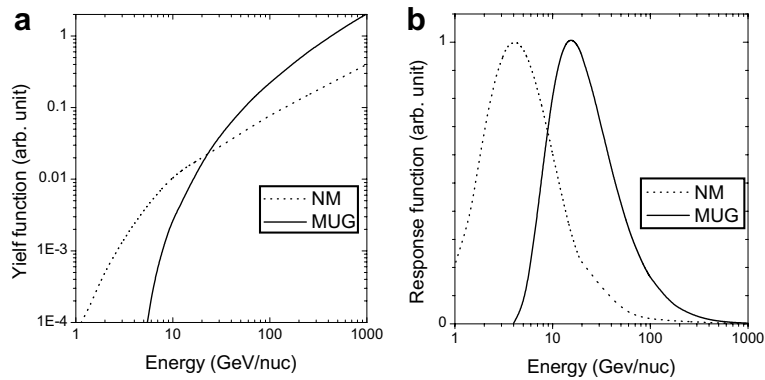 a
Yielf function (arb. unit)
1
0.1
0.01
1E-3
1E-4
NM
MUG
1 10 100 1000
Energy (GeV/nuc)
b
Response function (arb. unit)
1
0
NM
MUG
1 10 100 1000
Energy (Gev/nuc)